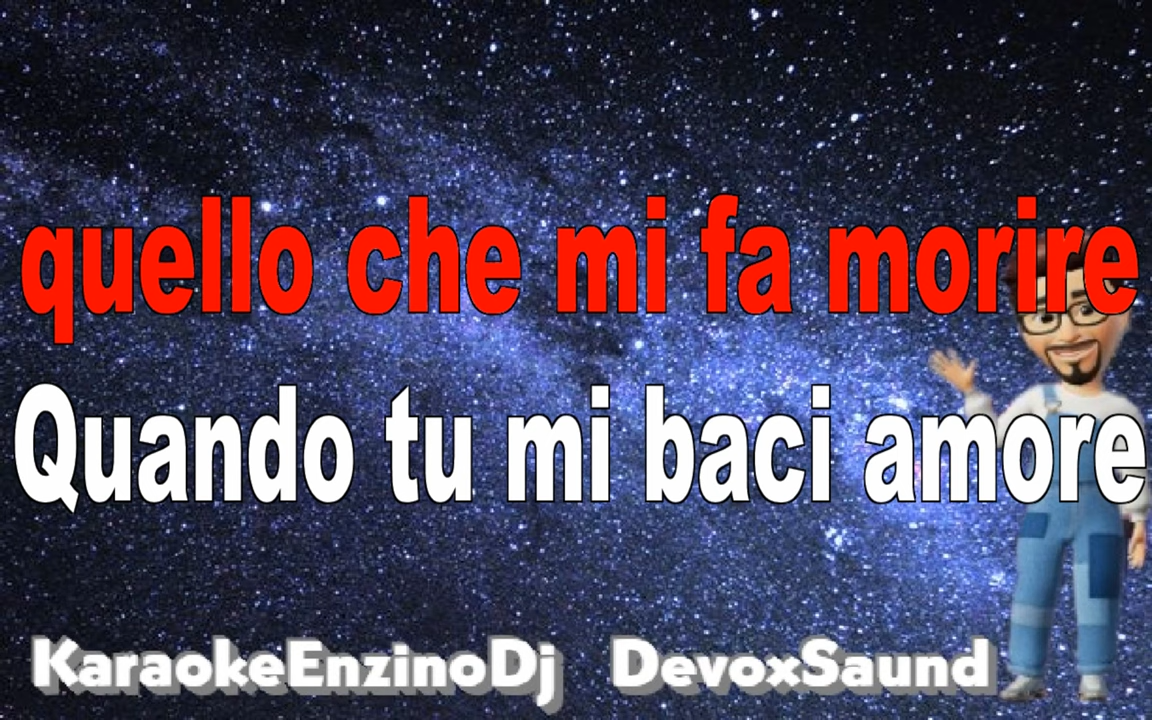 quello che mi fa morire
Quando tu mi baci amore
KaraokeEnzinoDj DevoxSaund